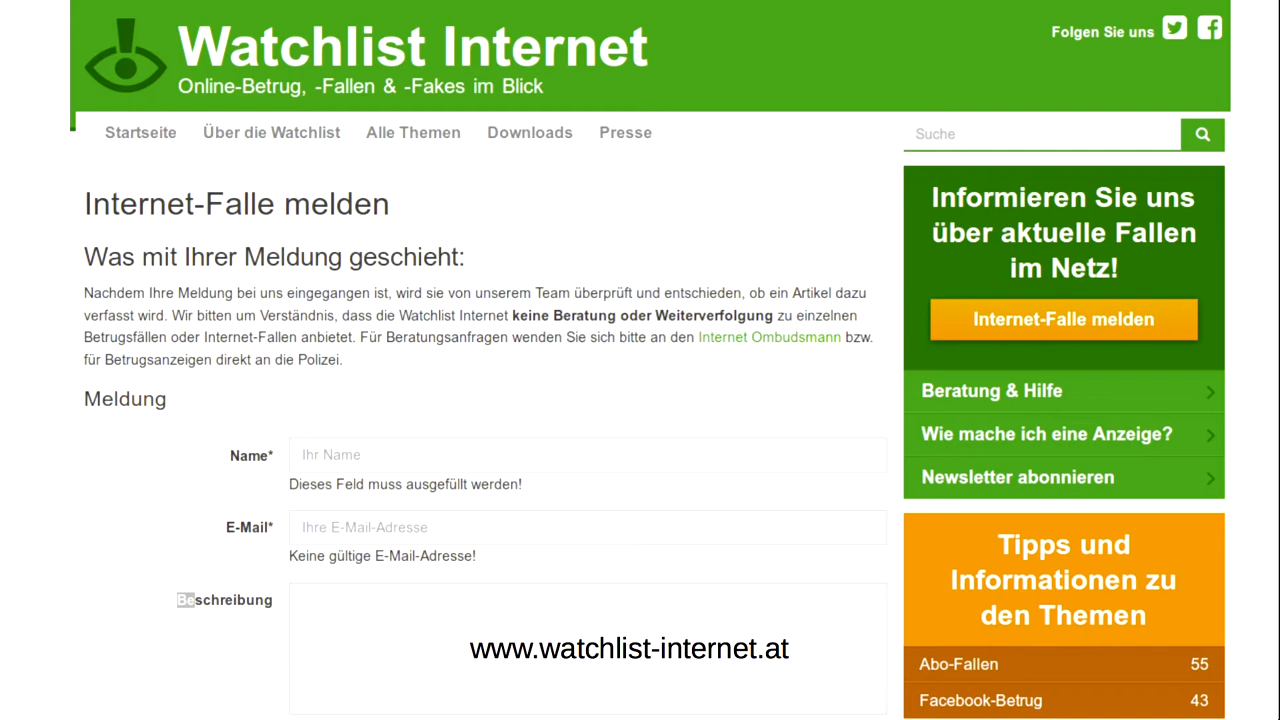 Watchlist Internet
Online-Betrug, -Fallen & -Fakes im Blick
Folgen Sie uns
Startseite Über die Watchlist Alle Themen Downloads Presse
Suche
Internet-Falle melden
Was mit Ihrer Meldung geschieht:
Nachdem Ihre Meldung bei uns eingegangen ist, wird sie von unserem Team überprüft und entschieden, ob ein Artikel dazu
verfasst wird. Wir bitten um Verständnis, dass die Watchlist Internet keine Beratung oder Weiterverfolgung zu einzelnen
Betrugsfällen oder Internet-Fallen anbietet. Für Beratungsanfragen wenden Sie sich bitte an den Internet Ombudsmann bzw.
für Betrugsanzeigen direkt an die Polizei.
Meldung
Name* Ihr Name
Dieses Feld muss ausgefüllt werden!
E-Mail* Ihre E-Mail-Adresse
Keine gültige E-Mail-Adresse!
Beschreibung
www.watchlist-internet.at
Informieren Sie uns
über aktuelle Fallen
im Netz!
Internet-Falle melden
Beratung & Hilfe
Wie mache ich eine Anzeige?
Newsletter abonnieren
Tipps und
Informationen zu
den Themen
Abo-Fallen 55
Facebook-Betrug 43